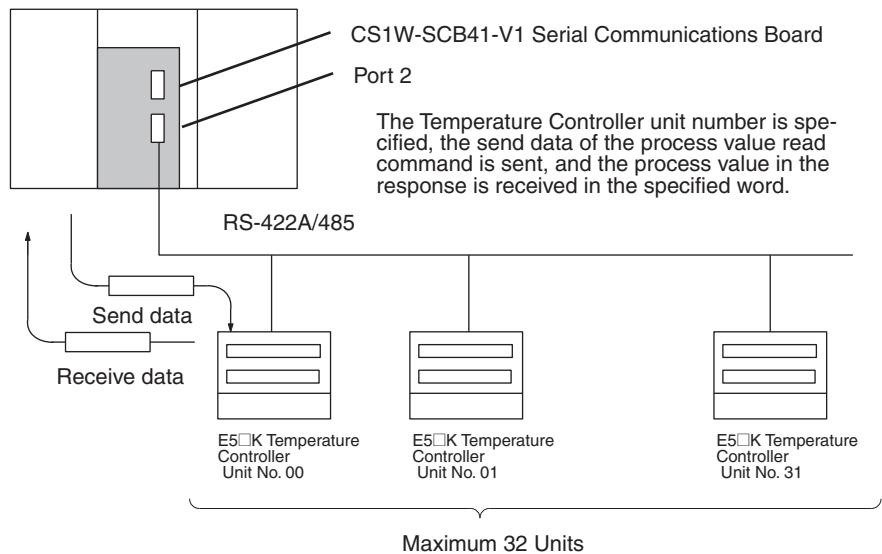 CS1W-SCB41-V1 Serial Communications Board
Port 2
The Temperature Controller unit number is spe-
cified, the send data of the process value read
command is sent, and the process value in the
response is received in the specified word.
RS-422A/485
Send data
Receive data
E5□K Temperature
Controller
Unit No. 00
E5□K Temperature
Controller
Unit No. 01
E5□K Temperature
Controller
Unit No. 31
Maximum 32 Units